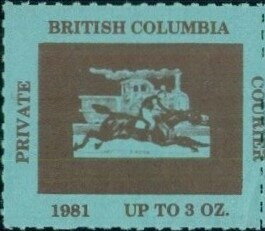 BRITISH COLUMBIA
PRIVATE
COURIER
1981 UP TO 3 OZ.